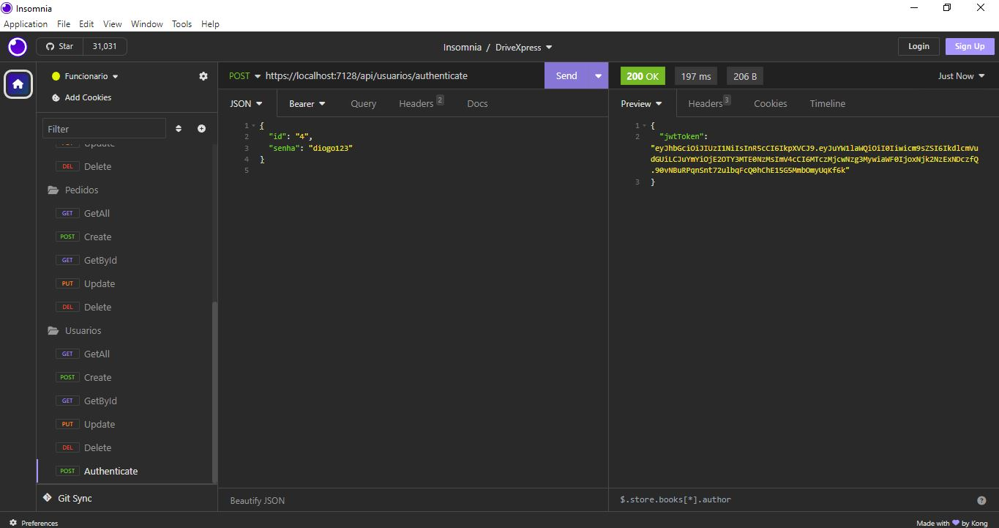 Insomnia
Application File Edit View Window Tools Help
Star 31,031
Insomnia / DriveXpress
Login Sign Up
Funcionario
Add Cookies
Filter
Update
DEL Delete
Pedidos
GET GetAll
POST Create
GET GetById
PUT Update
DEL Delete
Usuarios
GET GetAll
POST Create
GET GetById
PUT Update
DEL Delete
POST Authenticate
Git Sync
Preferences
POST https://localhost:7128/api/usuarios/authenticate Send
JSON Bearer Query Headers 2 Docs
1 {
2 "id": "4",
3 "senha": "diogo123"
4 }
5
Beautify JSON
200 OK 197 ms 206 B Just Now
Preview Headers 3 Cookies Timeline
1 {
2 "jwtToken":
3 }
$.store.books[*].author
Made with by Kong